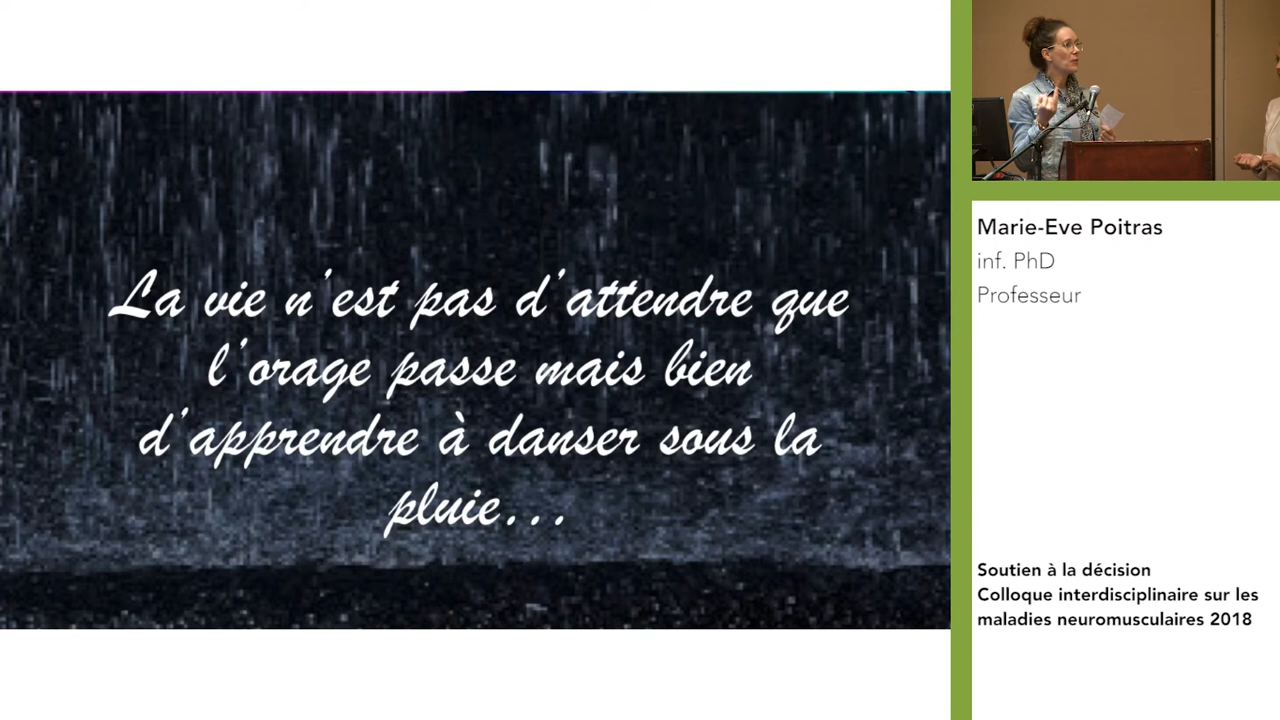 La vie n'est pas d'attendre que
l'orage passe mais bien
d'apprendre à danser sous la
pluie...
Marie-Eve Poitras
inf. PhD
Professeur
Soutien à la décision
Colloque interdisciplinaire sur les
maladies neuromusculaires 2018